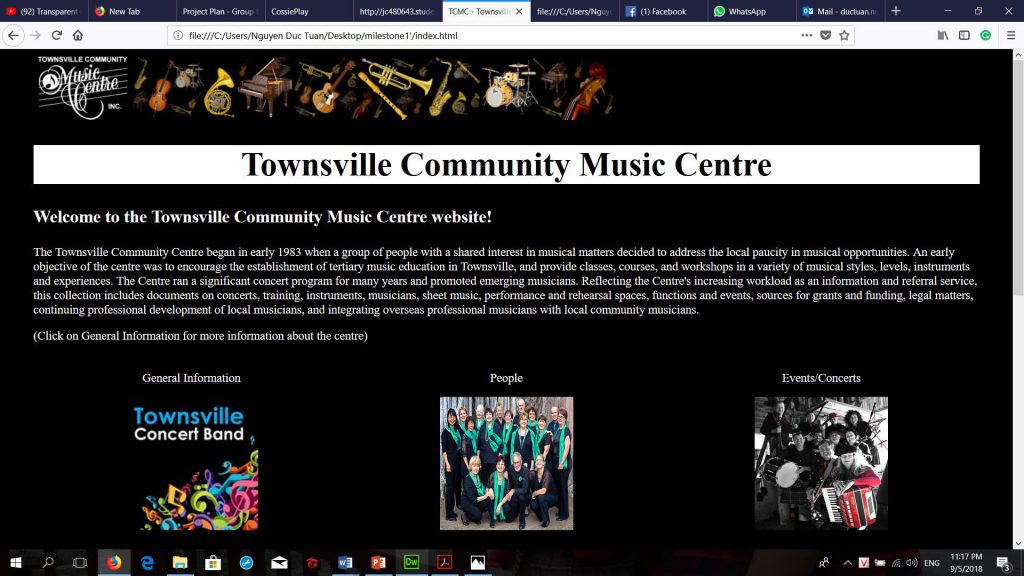 (92) Transparent
New Tab
Project Plan - Group
CossiePlay
http://jc480643.stude
TCMC - Townsvill
file:///C:/Users/Nguye
(1) Facebook
WhatsApp
Mail - ductuan.n
file:///C:/Users/Nguyen Duc Tuan/Desktop/milestone1'/index.html
TOWNSVILLE COMMUNITY
Music
Centre
INC.
Townsville Community Music Centre
Welcome to the Townsville Community Music Centre website!
The Townsville Community Centre began in early 1983 when a group of people with a shared interest in musical matters decided to address the local paucity in musical opportunities. An early
objective of the centre was to encourage the establishment of tertiary music education in Townsville, and provide classes, courses, and workshops in a variety of musical styles, levels, instruments
and experiences. The Centre ran a significant concert program for many years and promoted emerging musicians. Reflecting the Centre's increasing workload as an information and referral service,
this collection includes documents on concerts, training, instruments, musicians, sheet music, performance and rehearsal spaces, functions and events, sources for grants and funding, legal matters,
continuing professional development of local musicians, and integrating overseas professional musicians with local community musicians.
(Click on General Information for more information about the centre)
General Information
People
Events/Concerts
Townsville
Concert Band
Dw
V
ENG
11:17 PM
9/5/2018
3